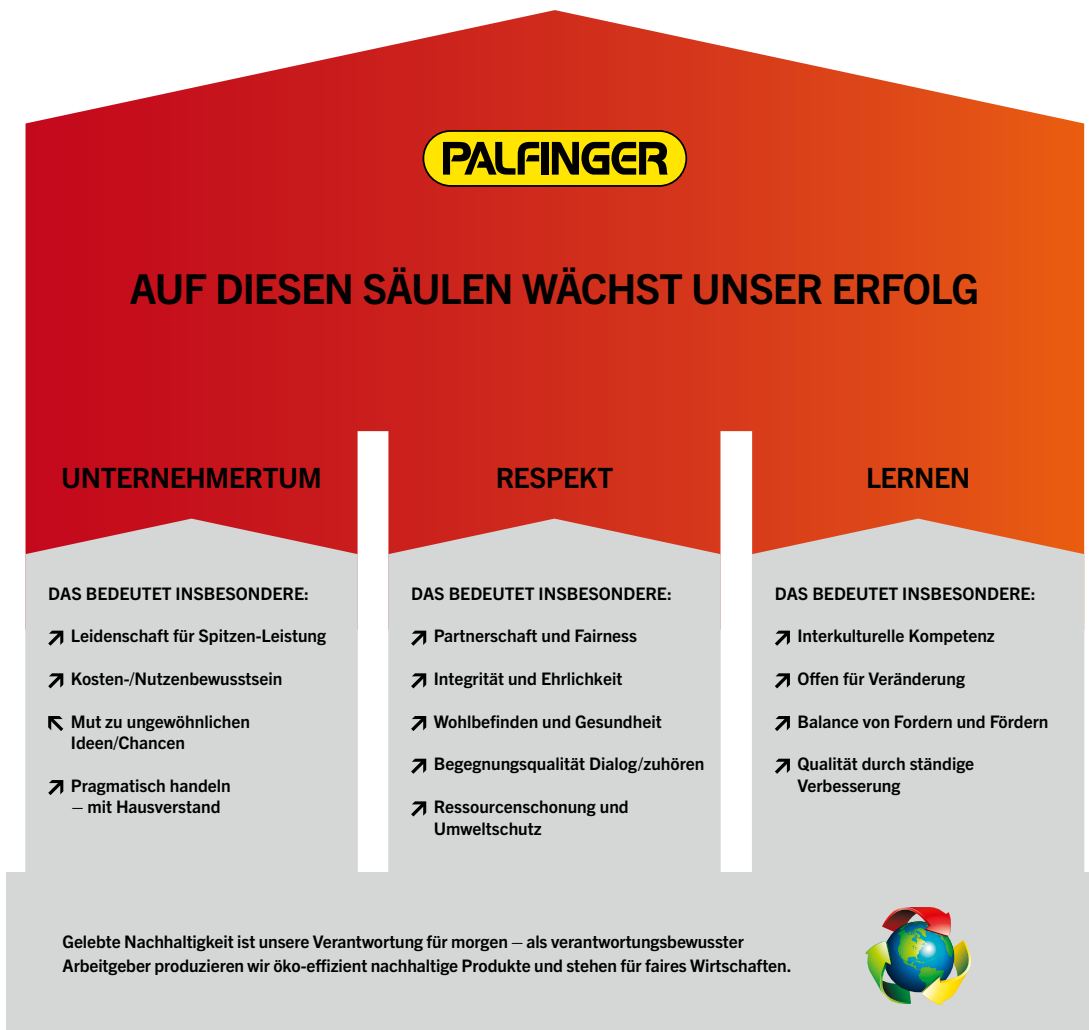 PALFINGER
AUF DIESEN SÄULEN WÄCHST UNSER ERFOLG
UNTERNEHMERTUM
DAS BEDEUTET INSBESONDERE:
Leidenschaft für Spitzen-Leistung
Kosten-/Nutzenbewusstsein
Mut zu ungewöhnlichen
Ideen/Chancen
Pragmatisch handeln
– mit Hausverstand
RESPEKT
DAS BEDEUTET INSBESONDERE:
Partnerschaft und Fairness
Integrität und Ehrlichkeit
Wohlbefinden und Gesundheit
Begegnungsqualität Dialog/zuhören
Ressourcenschonung und
Umweltschutz
LERNEN
DAS BEDEUTET INSBESONDERE:
Interkulturelle Kompetenz
Offen für Veränderung
Balance von Fordern und Fördern
Qualität durch ständige
Verbesserung
Gelebte Nachhaltigkeit ist unsere Verantwortung für morgen – als verantwortungsbewusster
Arbeitgeber produzieren wir öko-effizient nachhaltige Produkte und stehen für faires Wirtschaften.